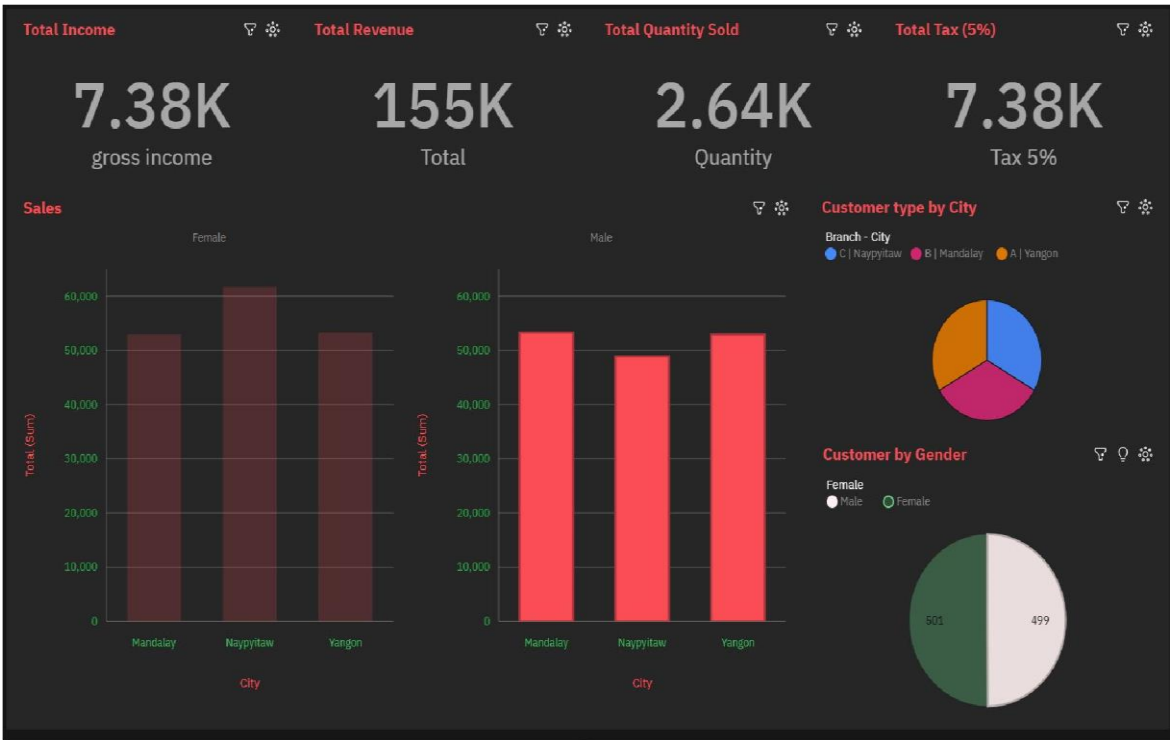 Total Income
Total Revenue
Total Quantity Sold
Total Tax (5%)
7.38K
155K
2.64K
7.38K
gross income
Total
Quantity
Tax 5%
Sales
Female
Male
Total (Sum)
60,000
50,000
40,000
30,000
20,000
10,000
0
Mandalay
Naypyitaw
Yangon
City
Total (Sum)
60,000
50,000
40,000
30,000
20,000
10,000
0
Mandalay
Naypyitaw
Yangon
City
Customer type by City
Branch - City
C | Naypyitaw
B | Mandalay
A | Yangon
Customer by Gender
Female
Male
Female
501
499